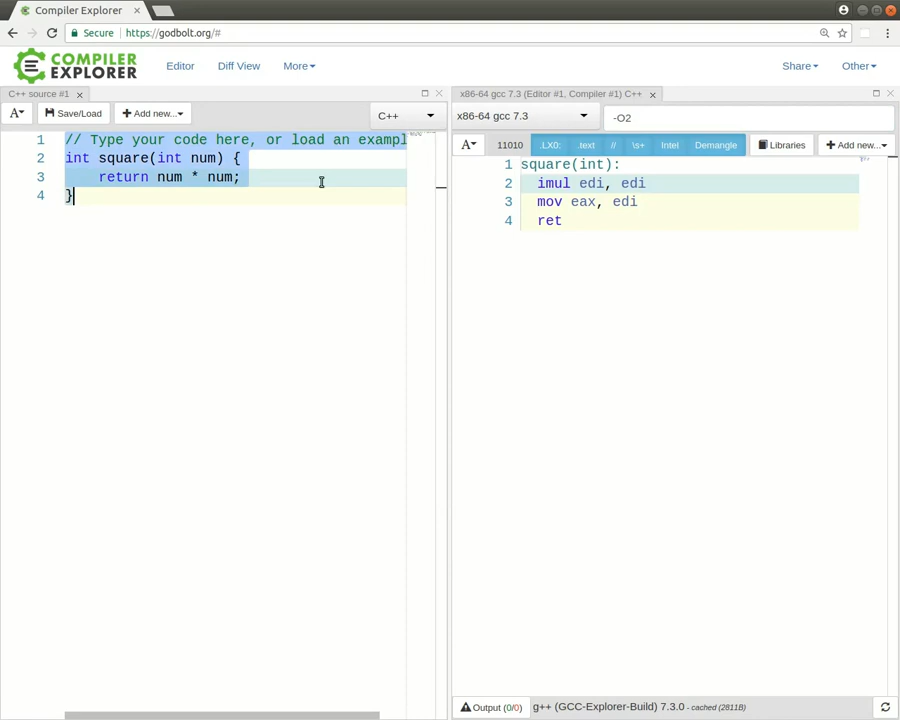 Compiler Explorer
Secure https://godbolt.org/#
COMPILER
EXPLORER
Editor Diff View More Share Other
C++ source #1
A Save/Load Add new... C++
1 // Type your code here, or load an exampl
2 int square(int num) {
3 return num * num;
4 }
x86-64 gcc 7.3 (Editor #1, Compiler #1) C++
x86-64 gcc 7.3 -O2
A 11010 .LX0: .text // \s+ Intel Demangle Libraries Add new...
1 square(int):
2 imul edi, edi
3 mov eax, edi
4 ret
Output (0/0) g++ (GCC-Explorer-Build) 7.3.0 - cached (2811B)